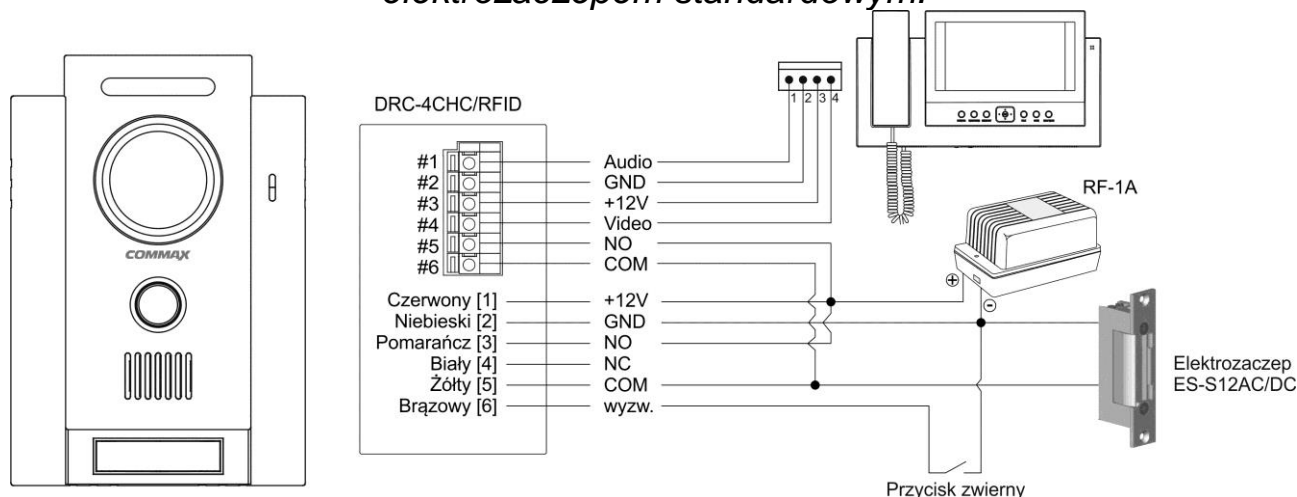 elektrozaczepem standardowym.
DRC-4CHC/RFID
1 2 3 4
#1 Audio
#2 GND
#3 +12V
#4 Video
#5 NO
#6 COM
RF-1A
COMMAX
Czerwony [1] +12V
Niebieski [2] GND
Pomarańcz [3] NO
Biały [4] NC
Żółty [5] COM
Brązowy [6] wyzw.
Elektrozaczep
ES-S12AC/DC
Przycisk zwierny